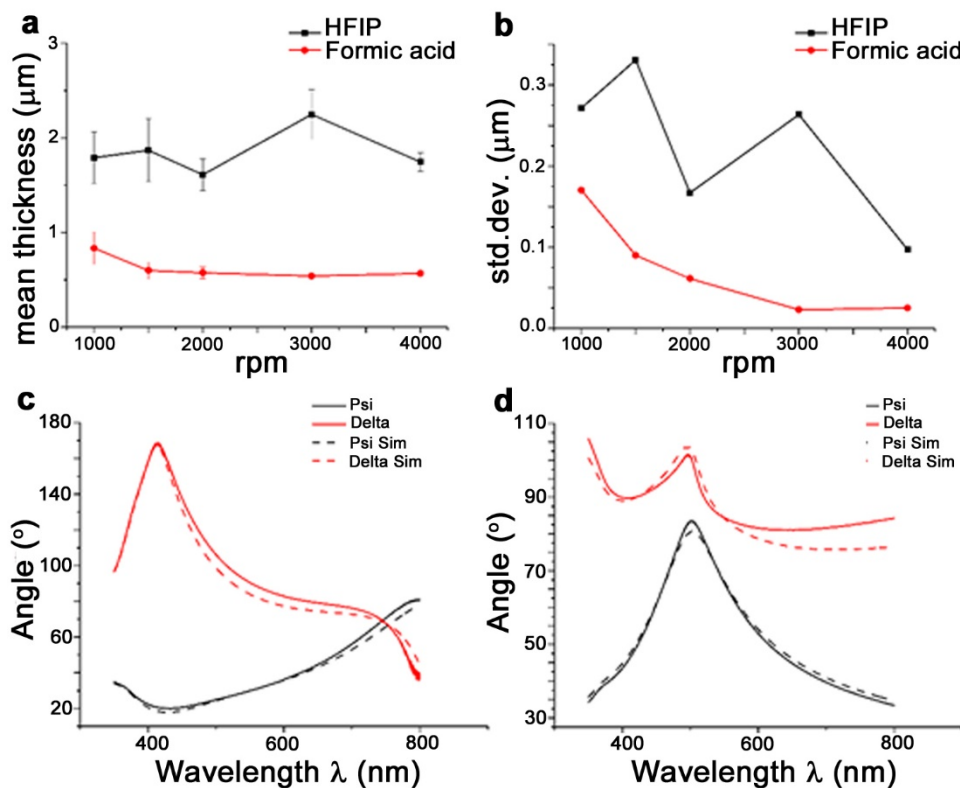 a
HFIP
Formic acid
mean thickness (μm)
3
2
1
0
1000 2000 3000 4000
rpm
b
HFIP
Formic acid
std.dev. (μm)
0.3
0.2
0.1
0.0
1000 2000 3000 4000
rpm
c
Psi
Delta
Psi Sim
Delta Sim
Angle (º)
180
140
100
60
20
400 600 800
Wavelength λ (nm)
d
Psi
Delta
Psi Sim
Delta Sim
Angle (º)
110
90
70
50
30
400 600 800
Wavelength λ (nm)